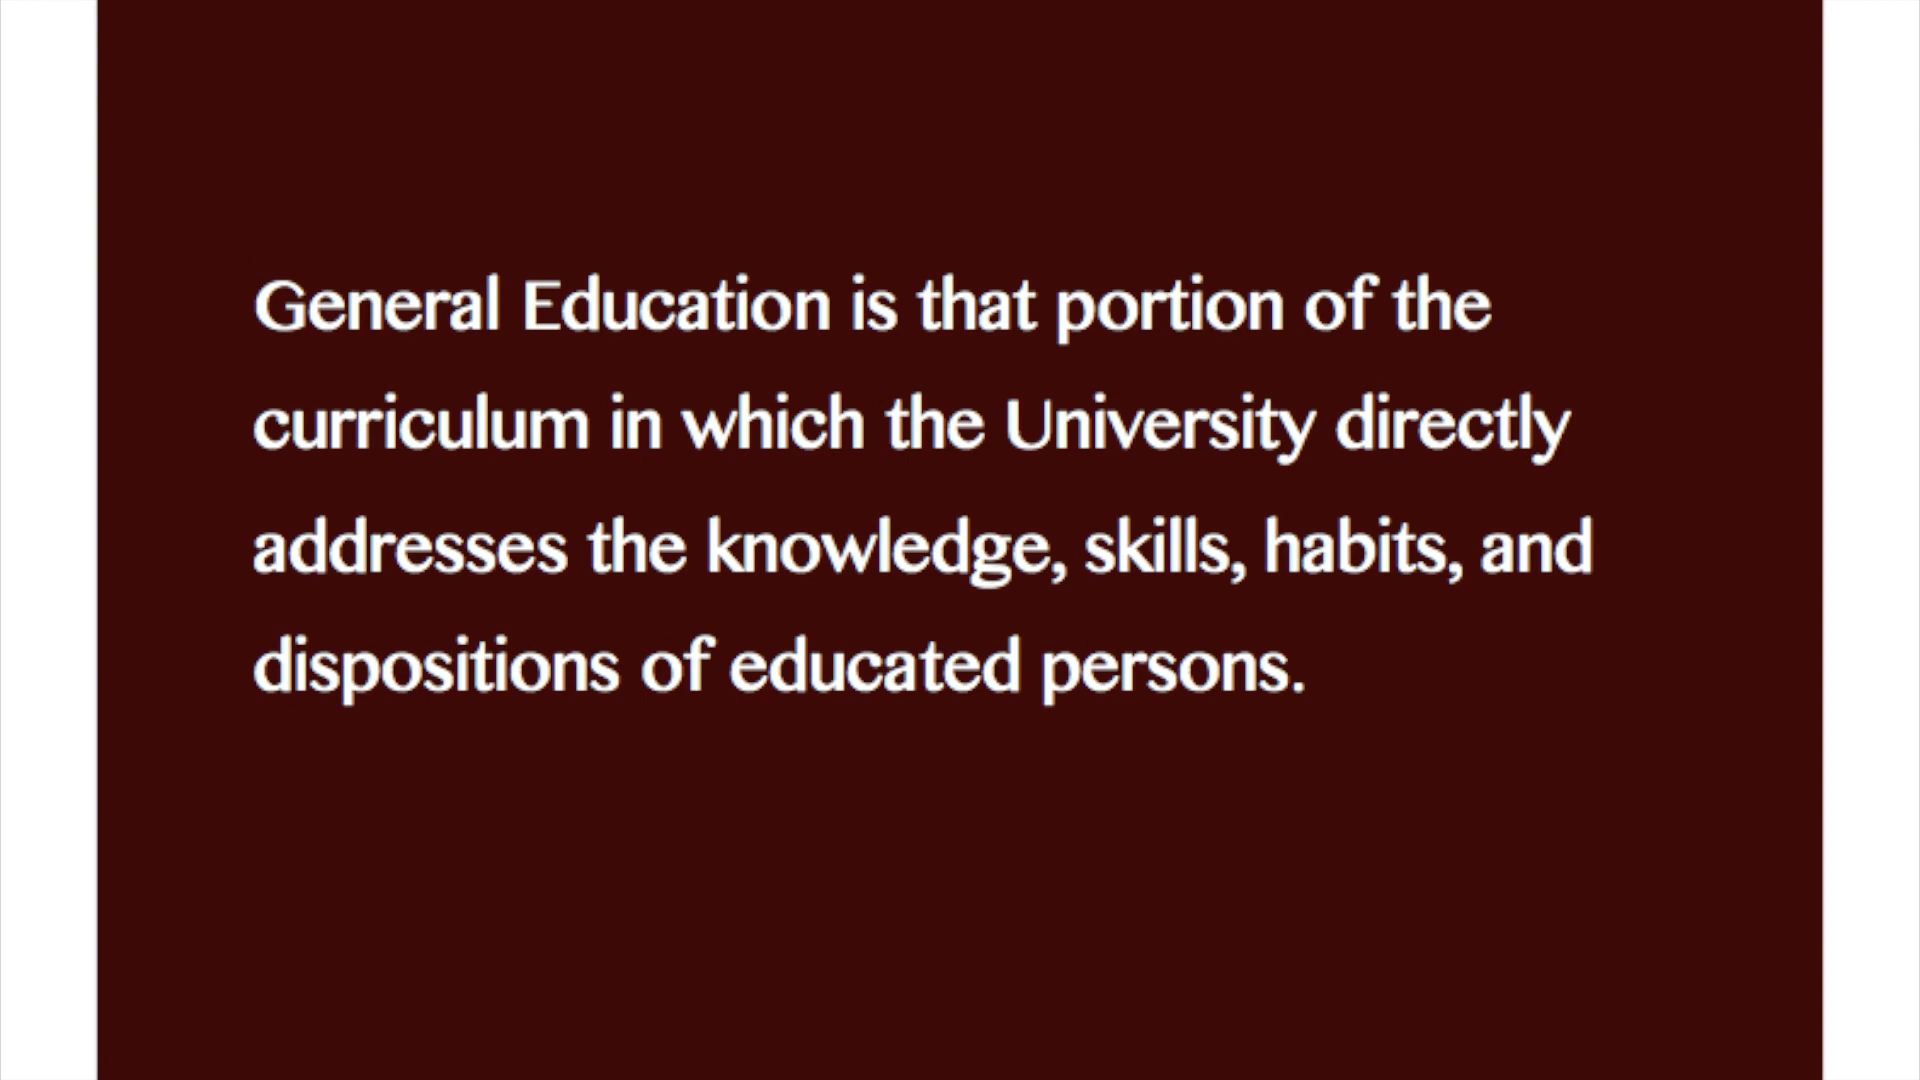 General Education is that portion of the
curriculum in which the University directly
addresses the knowledge, skills, habits, and
dispositions of educated persons.